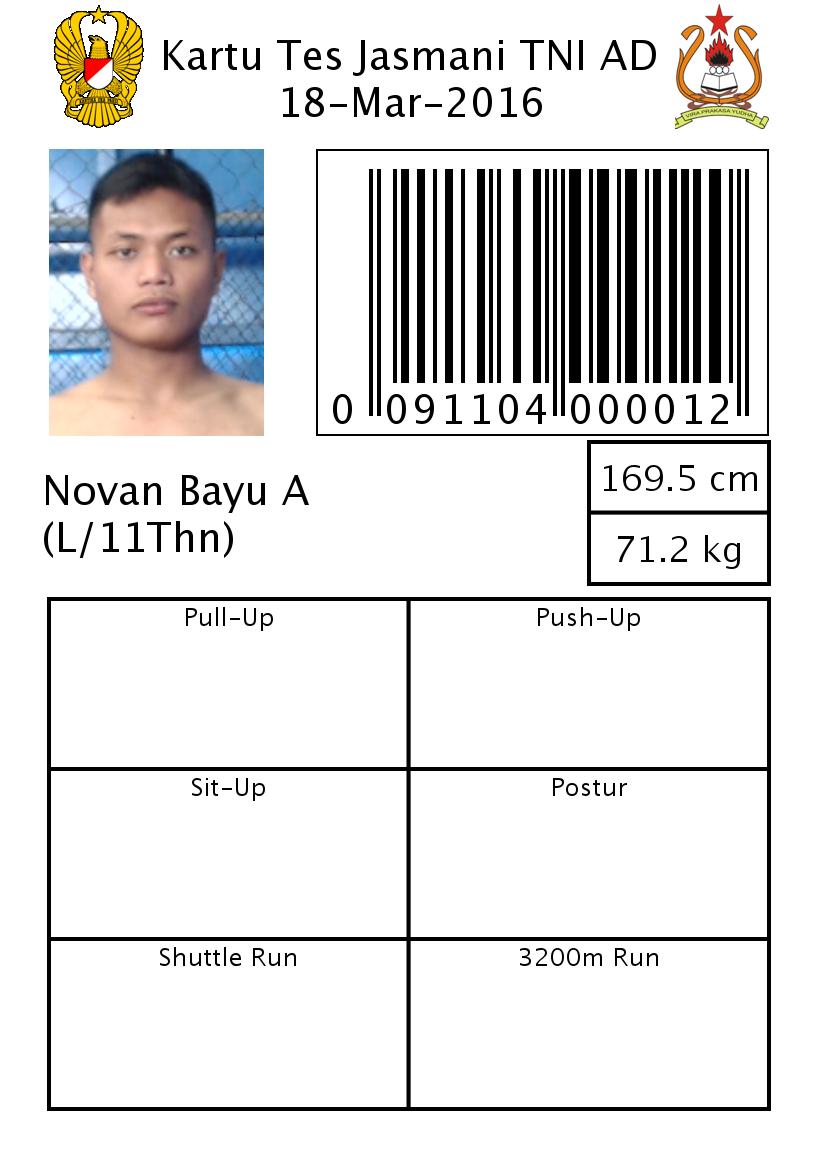 Kartu Tes Jasmani TNI AD
18-Mar-2016
VIRA PRAKASA YUDHA
0 091104 000012
Novan Bayu A
(L/11Thn)
169.5 cm
71.2 kg
Pull-Up
Push-Up
Sit-Up
Postur
Shuttle Run
3200m Run